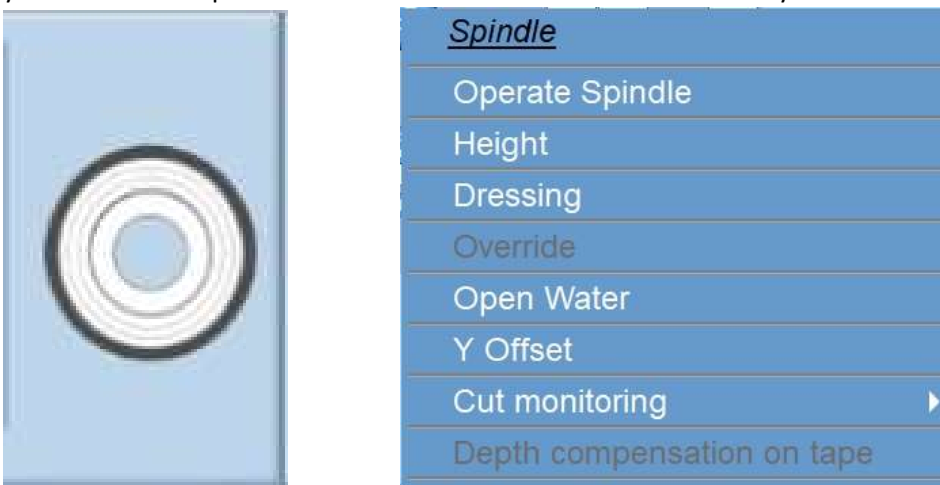 Spindle
Operate Spindle
Height
Dressing
Override
Open Water
Y Offset
Cut monitoring
Depth compensation on tape